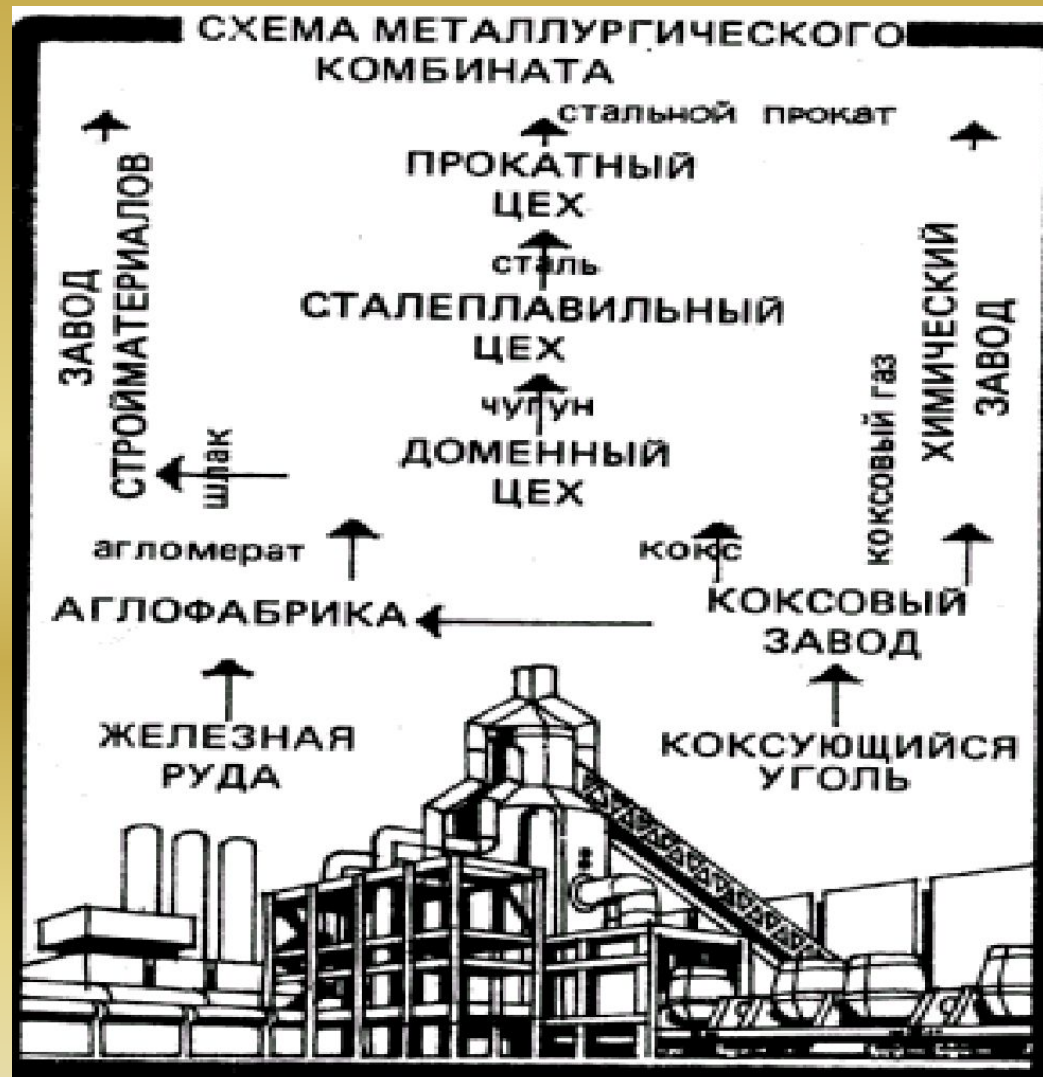 СХЕМА МЕТАЛЛУРГИЧЕСКОГО
КОМБИНАТА
стальной прокат
ПРОКАТНЫЙ
ЦЕХ
сталь
СТАЛЕПЛАВИЛЬНЫЙ
ЦЕХ
чугун
ДОМЕННЫЙ
ЦЕХ
ЗАВОД
СТРОЙМАТЕРИАЛОВ
шлак
коксовый газ
ХИМИЧЕСКИЙ
ЗАВОД
агломерат
кокс
АГЛОФАБРИКА
КОКСОВЫЙ
ЗАВОД
ЖЕЛЕЗНАЯ
РУДА
КОКСУЮЩИЙСЯ
УГОЛЬ